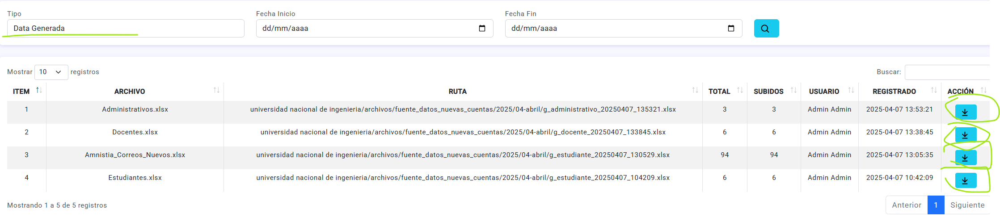 Tipo Fecha Inicio Fecha Fin
Data Generada dd/mm/aaaa dd/mm/aaaa
Mostrar 10 registros Buscar:
ITEM ARCHIVO RUTA TOTAL SUBIDOS USUARIO REGISTRADO ACCIÓN
1 Administrativos.xlsx universidad nacional de ingenieria/archivos/fuente_datos_nuevas_cuentas/2025/04-abril/g_administrativo_20250407_135321.xlsx 3 3 Admin Admin 2025-04-07 13:53:21
2 Docentes.xlsx universidad nacional de ingenieria/archivos/fuente_datos_nuevas_cuentas/2025/04-abril/g_docente_20250407_133845.xlsx 6 6 Admin Admin 2025-04-07 13:38:45
3 Amnistia_Correos_Nuevos.xlsx universidad nacional de ingenieria/archivos/fuente_datos_nuevas_cuentas/2025/04-abril/g_estudiante_20250407_130529.xlsx 94 94 Admin Admin 2025-04-07 13:05:35
4 Estudiantes.xlsx universidad nacional de ingenieria/archivos/fuente_datos_nuevas_cuentas/2025/04-abril/g_estudiante_20250407_104209.xlsx 6 6 Admin Admin 2025-04-07 10:42:09
Mostrando 1 a 5 de 5 registros Anterior 1 Siguiente